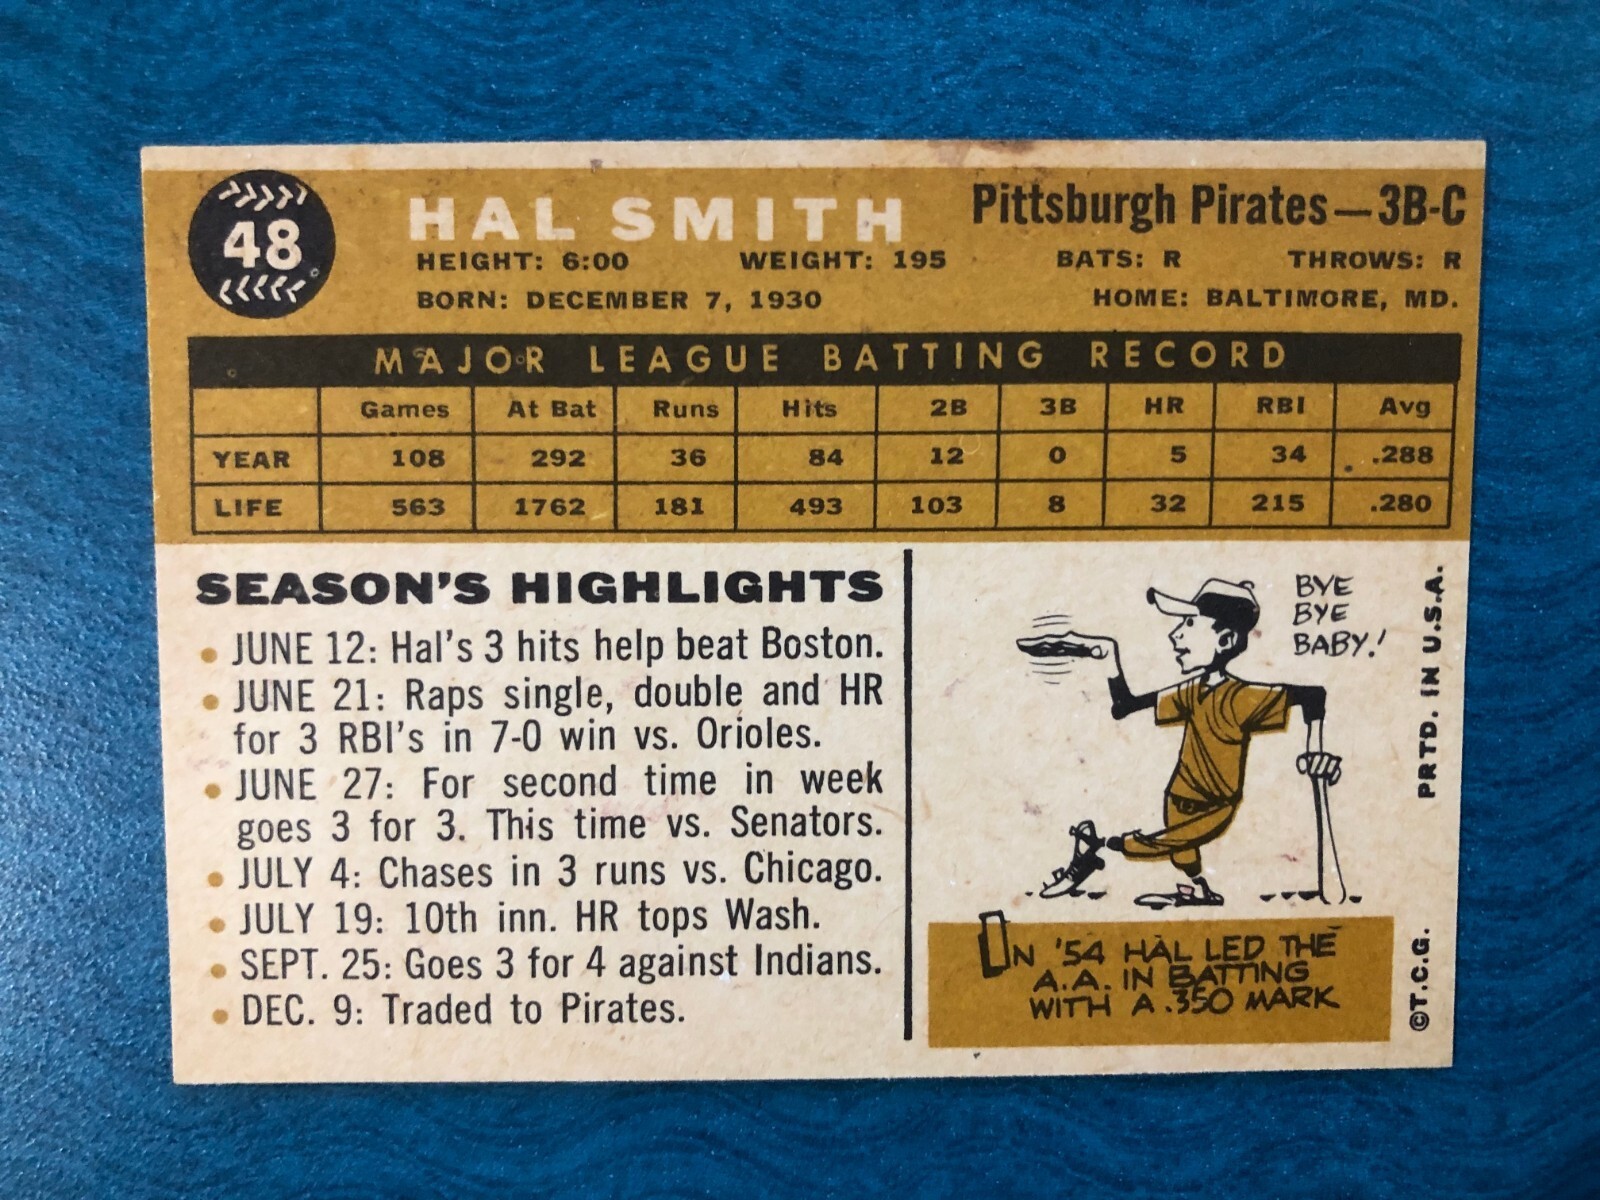 48
HAL SMITH
Pittsburgh Pirates—3B-C
HEIGHT: 6:00 WEIGHT: 195 BATS: R THROWS: R
BORN: DECEMBER 7, 1930 HOME: BALTIMORE, MD.
MAJOR LEAGUE BATTING RECORD
Games At Bat Runs Hits 2B 3B HR RBI Avg
YEAR 108 292 36 84 12 0 5 34 .288
LIFE 563 1762 181 493 103 8 32 215 .280
SEASON'S HIGHLIGHTS
• JUNE 12: Hal's 3 hits help beat Boston.
• JUNE 21: Raps single, double and HR
for 3 RBI's in 7-0 win vs. Orioles.
• JUNE 27: For second time in week
goes 3 for 3. This time vs. Senators.
• JULY 4: Chases in 3 runs vs. Chicago.
• JULY 19: 10th inn. HR tops Wash.
• SEPT. 25: Goes 3 for 4 against Indians.
• DEC. 9: Traded to Pirates.
BYE
BYE
BABY!
IN '54 HAL LED THE
A.A. IN BATTING
WITH A .350 MARK
©T.C.G. PRTD. IN U.S.A.